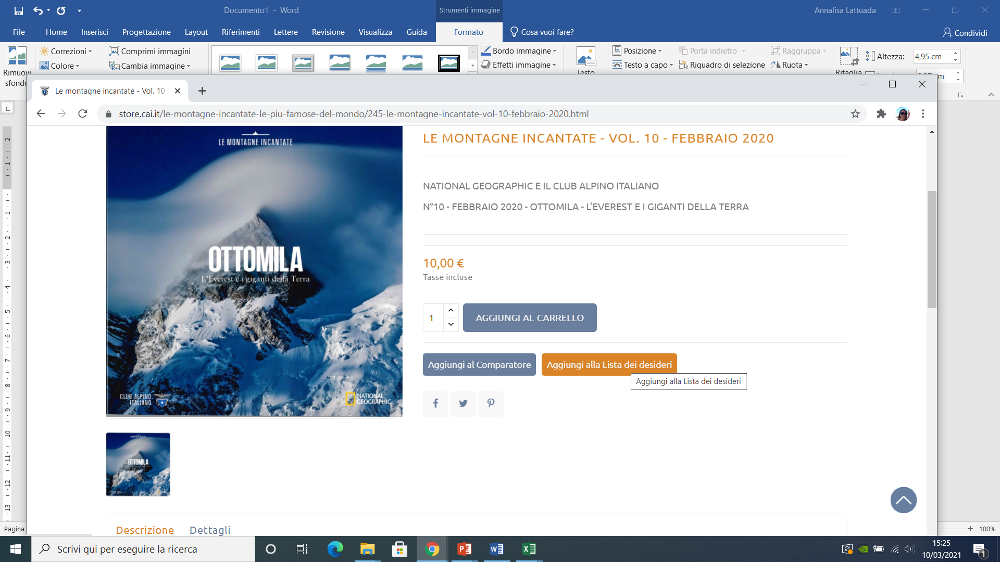 Documento1 - Word
Strumenti immagine
Annalisa Lattuada
File
Home
Inserisci
Progettazione
Layout
Riferimenti
Lettere
Revisione
Visualizza
Guida
Formato
Cosa vuoi fare?
Condividi
Rimuovi
sfondo
Correzioni
Colore
Comprimi immagini
Cambia immagine
Bordo immagine
Effetti immagine
Testo
Posizione
Testo a capo
Porta indietro
Riquadro di selezione
Raggruppa
Ruota
Ritaglia
Altezza:
4,95 cm
Le montagne incantate - Vol. 10
store.cai.it/le-montagne-incantate-le-piu-famose-del-mondo/245-le-montagne-incantate-vol-10-febbraio-2020.html
LE MONTAGNE INCANTATE
OTTOMILA
L'Everest e i giganti della Terra
CLUB ALPINO
ITALIANO
NATIONAL
GEOGRAPHIC
LE MONTAGNE INCANTATE - VOL. 10 - FEBBRAIO 2020
NATIONAL GEOGRAPHIC E IL CLUB ALPINO ITALIANO
N°10 - FEBBRAIO 2020 - OTTOMILA - L'EVEREST E I GIGANTI DELLA TERRA
10,00 €
Tasse incluse
1
AGGIUNGI AL CARRELLO
Aggiungi al Comparatore
Aggiungi alla Lista dei desideri
Aggiungi alla Lista dei desideri
OTTOMILA
Descrizione
Dettagli
Pagina
100%
Scrivi qui per eseguire la ricerca
15:25
10/03/2021
1